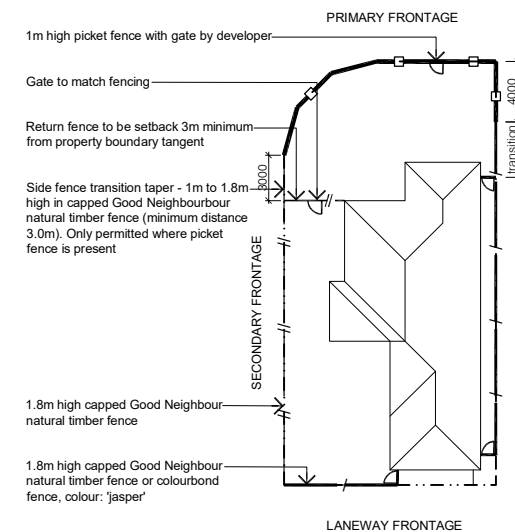 PRIMARY FRONTAGE
1m high picket fence with gate by developer
Gate to match fencing
Return fence to be setback 3m minimum
from property boundary tangent
Side fence transition taper - 1m to 1.8m
high in capped Good Neighbourbour
natural timber fence (minimum distance
3.0m). Only permitted where picket
fence is present
3000
4000
transition
SECONDARY FRONTAGE
1.8m high capped Good Neighbour
natural timber fence
1.8m high capped Good Neighbour
natural timber fence or colourbond
fence, colour: 'jasper'
LANEWAY FRONTAGE